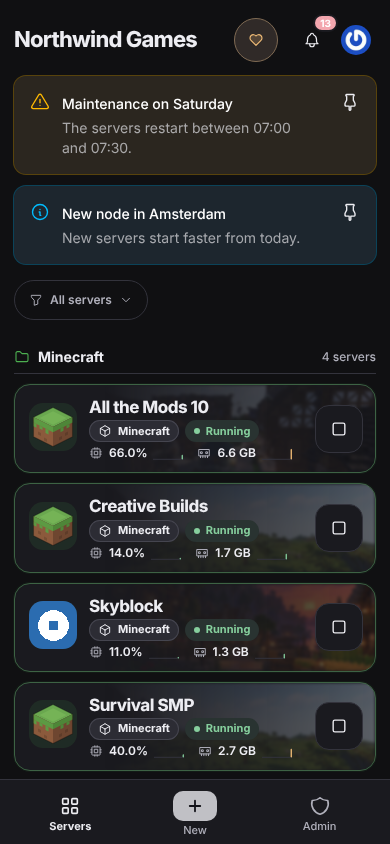 Northwind Games
13
Maintenance on Saturday
The servers restart between 07:00
and 07:30.
New node in Amsterdam
New servers start faster from today.
All servers
Minecraft
4 servers
All the Mods 10
Minecraft
Running
66.0%
6.6 GB
Creative Builds
Minecraft
Running
14.0%
1.7 GB
Skyblock
Minecraft
Running
11.0%
1.3 GB
Survival SMP
Minecraft
Running
40.0%
2.7 GB
Servers
New
Admin